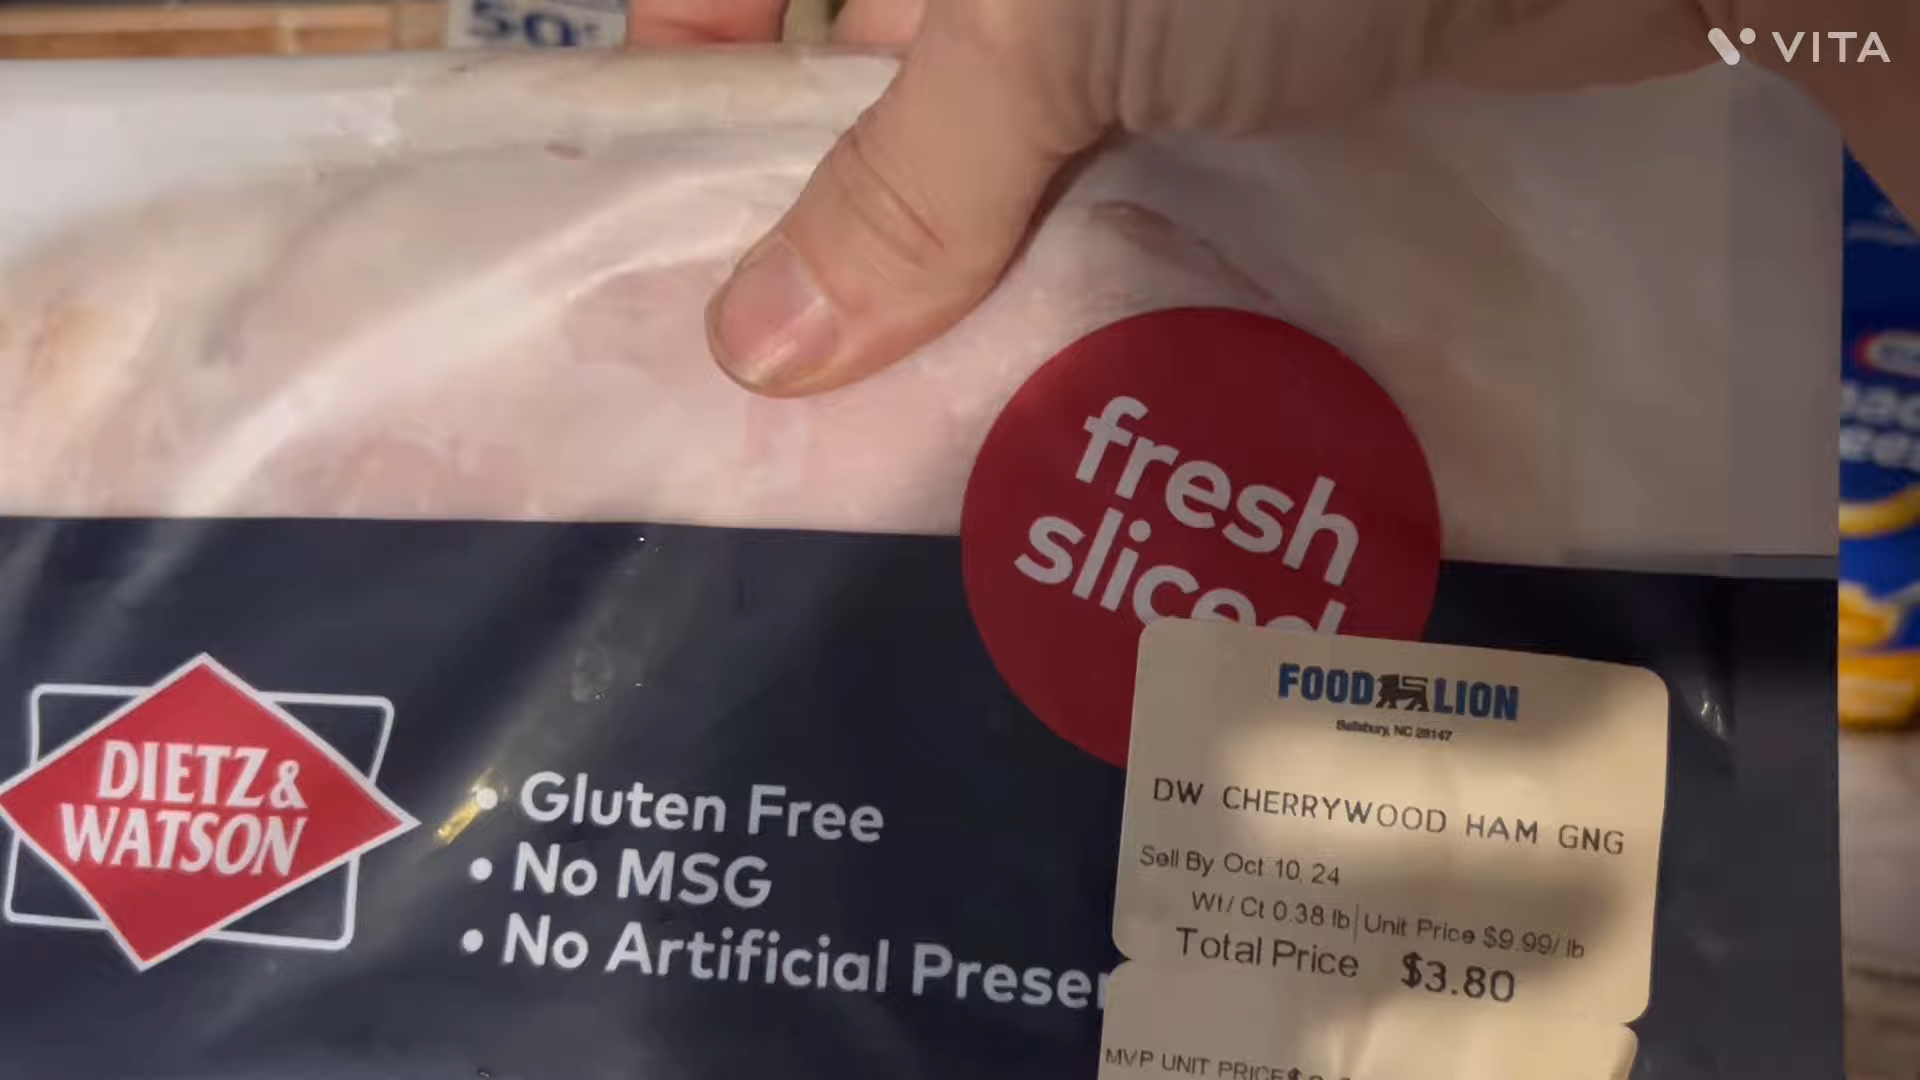 50
VITA
fresh
sliced
DIETZ &
WATSON
• Gluten Free
• No MSG
• No Artificial Preser
FOOD LION
Salisbury, NC 28147
DW CHERRYWOOD HAM GNG
Sell By Oct 10, 24
Wt/ Ct 0.38 lb | Unit Price $9.99/ lb
Total Price $3.80
MVP UNIT PRICE $